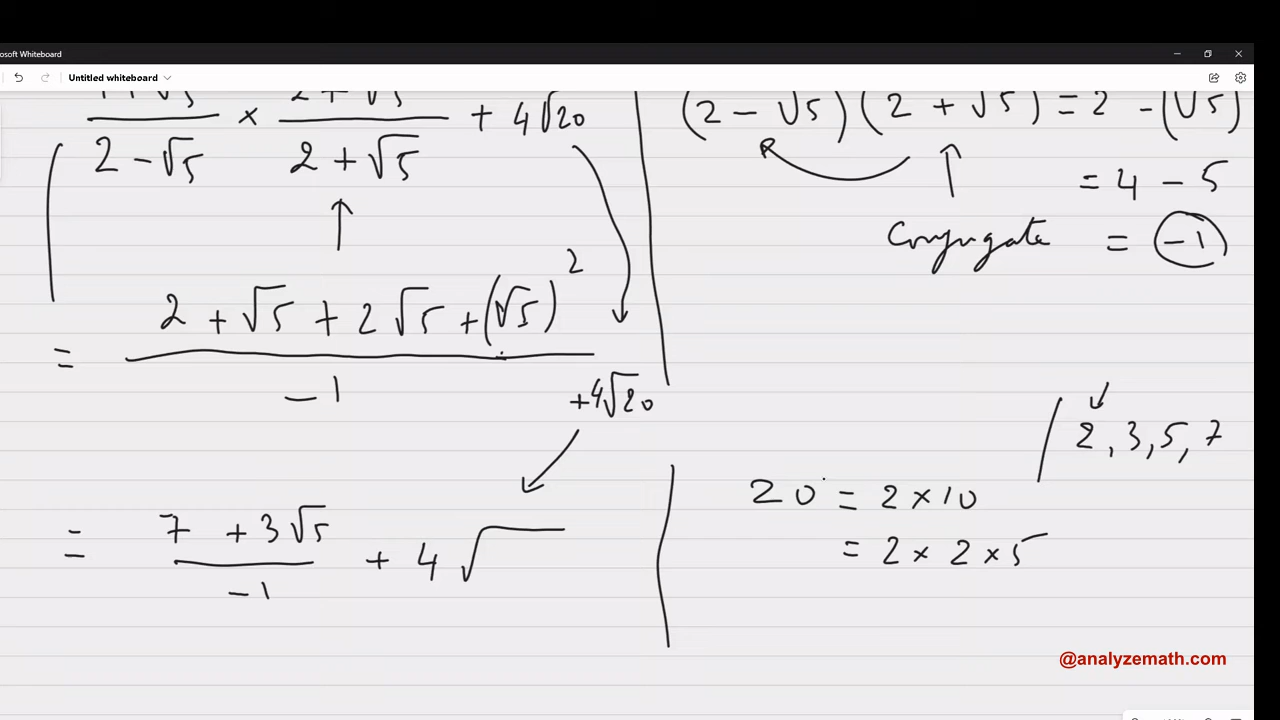 osoft Whiteboard
Untitled whiteboard
× + 4√20
2 - √5 2 + √5
= 2 + √5 + 2√5 + (√5)²
-1
+4√20
= 7 + 3√5 + 4√
-1
(2 - √5)(2 + √5) = 2 - (√5)
= 4 - 5
Conjugate = -1
2, 3, 5, 7
20 = 2 × 10
= 2 × 2 × 5
@analyzemath.com